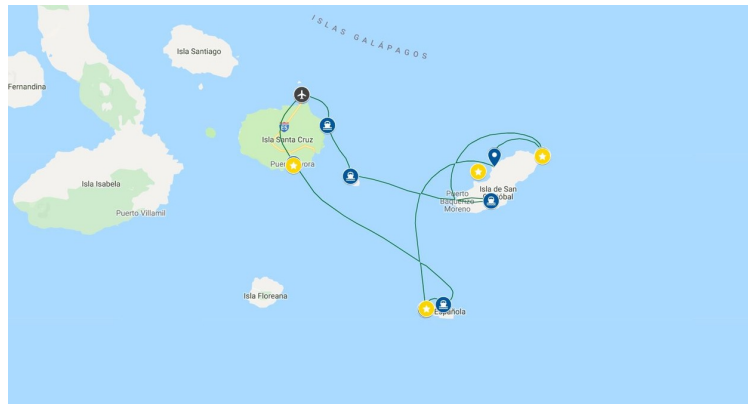 ISLAS GALÁPAGOS
Isla Santiago
Fernandina
Isla Santa Cruz
Isla Isabela
Puerto
Baquerizo
Moreno
Isla de San
Puerto Villamil
Isla Floreana
Española